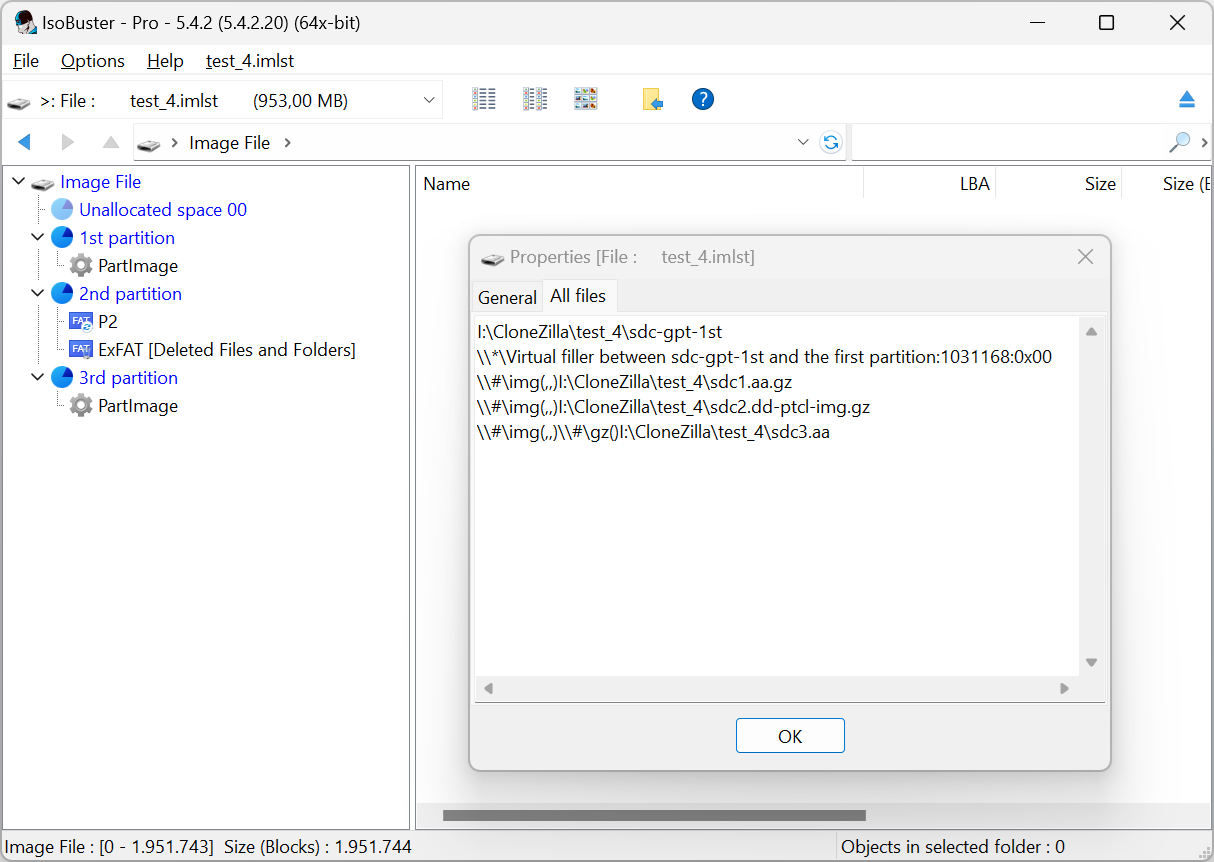 IsoBuster - Pro - 5.4.2 (5.4.2.20) (64x-bit)
File Options Help test_4.imlst
>: File : test_4.imlst (953,00 MB)
?
Image File
Image File
Unallocated space 00
1st partition
PartImage
2nd partition
FAT P2
FAT ExFAT [Deleted Files and Folders]
3rd partition
PartImage
Name LBA Size Size (B
Properties [File : test_4.imlst]
General All files
I:\CloneZilla\test_4\sdc-gpt-1st
\\*\Virtual filler between sdc-gpt-1st and the first partition:1031168:0x00
\\#\img(,,)I:\CloneZilla\test_4\sdc1.aa.gz
\\#\img(,,)I:\CloneZilla\test_4\sdc2.dd-ptcl-img.gz
\\#\img(,,)\\#\gz()I:\CloneZilla\test_4\sdc3.aa
OK
Image File : [0 - 1.951.743] Size (Blocks) : 1.951.744
Objects in selected folder : 0